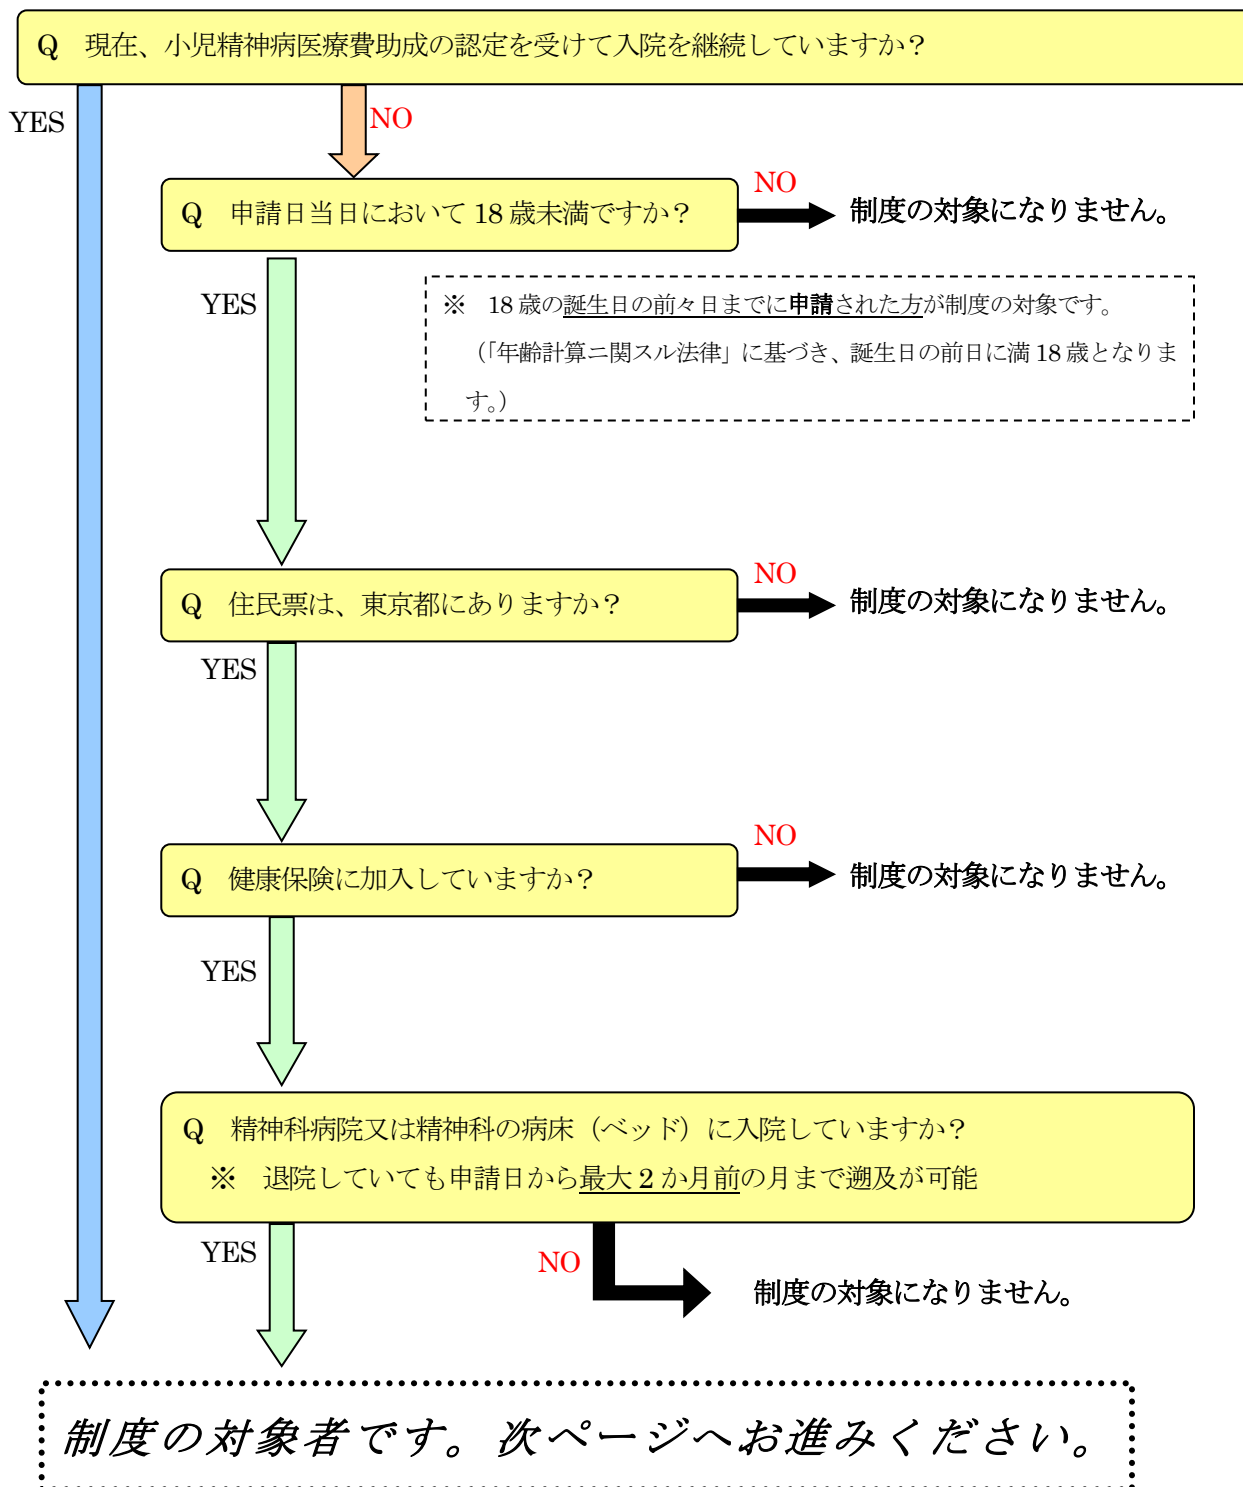 Q 現在、小児精神病医療費助成の認定を受けて入院を継続していますか？
YES
NO
Q 申請日当日において 18 歳未満ですか？
NO
制度の対象になりません。
YES
※ 18 歳の誕生日の前々日までに申請された方が制度の対象です。
（「年齢計算ニ関スル法律」に基づき、誕生日の前日に満 18 歳となりま
す。）
Q 住民票は、東京都にありますか？
NO
制度の対象になりません。
YES
Q 健康保険に加入していますか？
NO
制度の対象になりません。
YES
Q 精神科病院又は精神科の病床（ベッド）に入院していますか？
※ 退院していても申請日から最大 2 か月前の月まで遡及が可能
YES
NO
制度の対象になりません。
制度の対象者です。次ページへお進みください。